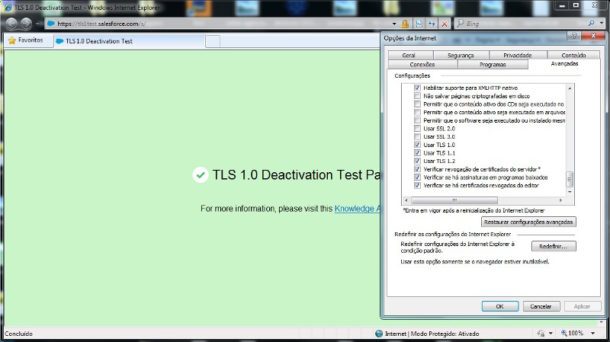 TLS 1.0 Deactivation Test - Windows Internet Explorer
https://tls1test.salesforce.com/s/
Bing
Favoritos
TLS 1.0 Deactivation Test
TLS 1.0 Deactivation Test Pa
For more information, please visit this Knowledge A
Opções da Internet
Geral Segurança Privacidade Conteúdo
Conexões Programas Avançadas
Configurações
Habilitar suporte para XMLHTTP nativo
Não salvar páginas criptografadas em disco
Permitir que o conteúdo ativo dos CDs seja executado no
Permitir que o conteúdo ativo seja executado em arquivos
Permitir que o software seja executado ou instalado mesm
Usar SSL 2.0
Usar SSL 3.0
Usar TLS 1.0
Usar TLS 1.1
Usar TLS 1.2
Verificar revogação de certificados do servidor*
Verificar se há assinaturas em programas baixados
Verificar se há certificados revogados do editor
*Entra em vigor após a reinicialização do Internet Explorer
Restaurar configurações avançadas
Redefinir as configurações do Internet Explorer
Redefinir configurações do Internet Explorer à
condição padrão.
Redefinir...
Usar esta opção somente se o navegador estiver inutilizável.
OK Cancelar Aplicar
Concluído
Internet | Modo Protegido: Ativado
100%